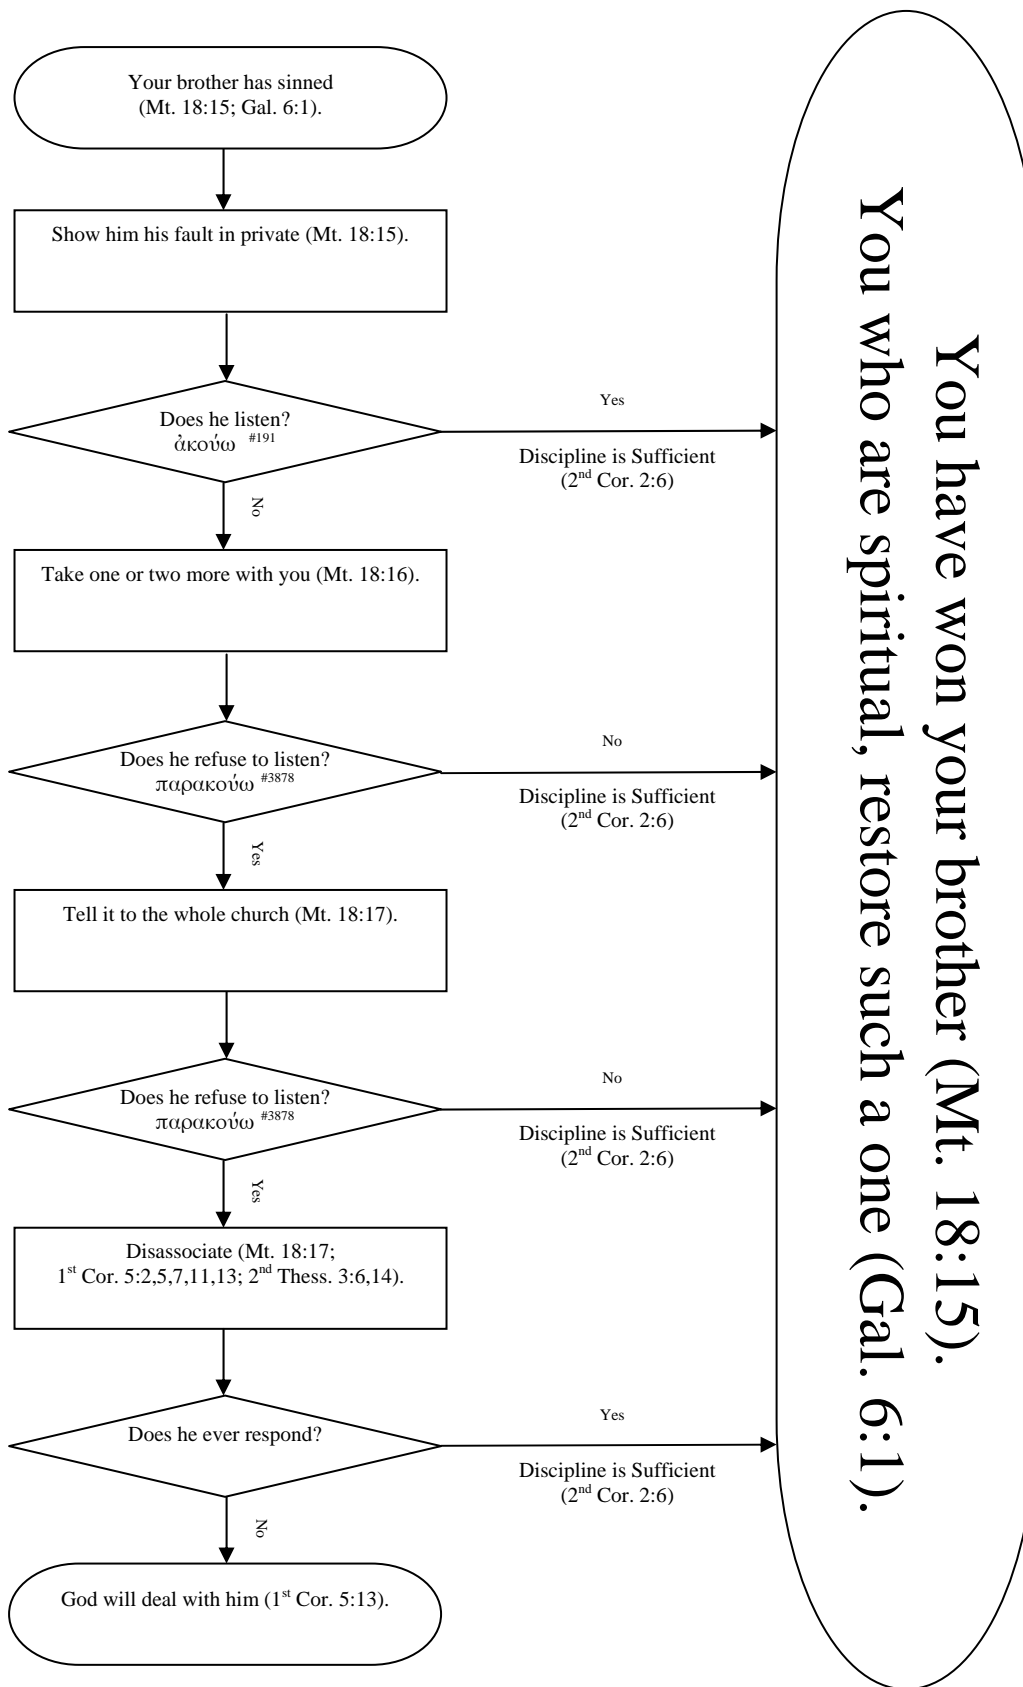 Your brother has sinned
(Mt. 18:15; Gal. 6:1).
Show him his fault in private (Mt. 18:15).
Does he listen?
ἀκούω #191
Yes
Discipline is Sufficient
(2nd Cor. 2:6)
No
Take one or two more with you (Mt. 18:16).
Does he refuse to listen?
παρακούω #3878
No
Discipline is Sufficient
(2nd Cor. 2:6)
Yes
Tell it to the whole church (Mt. 18:17).
Does he refuse to listen?
παρακούω #3878
No
Discipline is Sufficient
(2nd Cor. 2:6)
Yes
Disassociate (Mt. 18:17;
1st Cor. 5:2,5,7,11,13; 2nd Thess. 3:6,14).
Does he ever respond?
Yes
Discipline is Sufficient
(2nd Cor. 2:6)
No
God will deal with him (1st Cor. 5:13).
You have won your brother (Mt. 18:15).
You who are spiritual, restore such a one (Gal. 6:1).